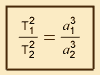 T₁²/T₂² = a₁³/a₂³